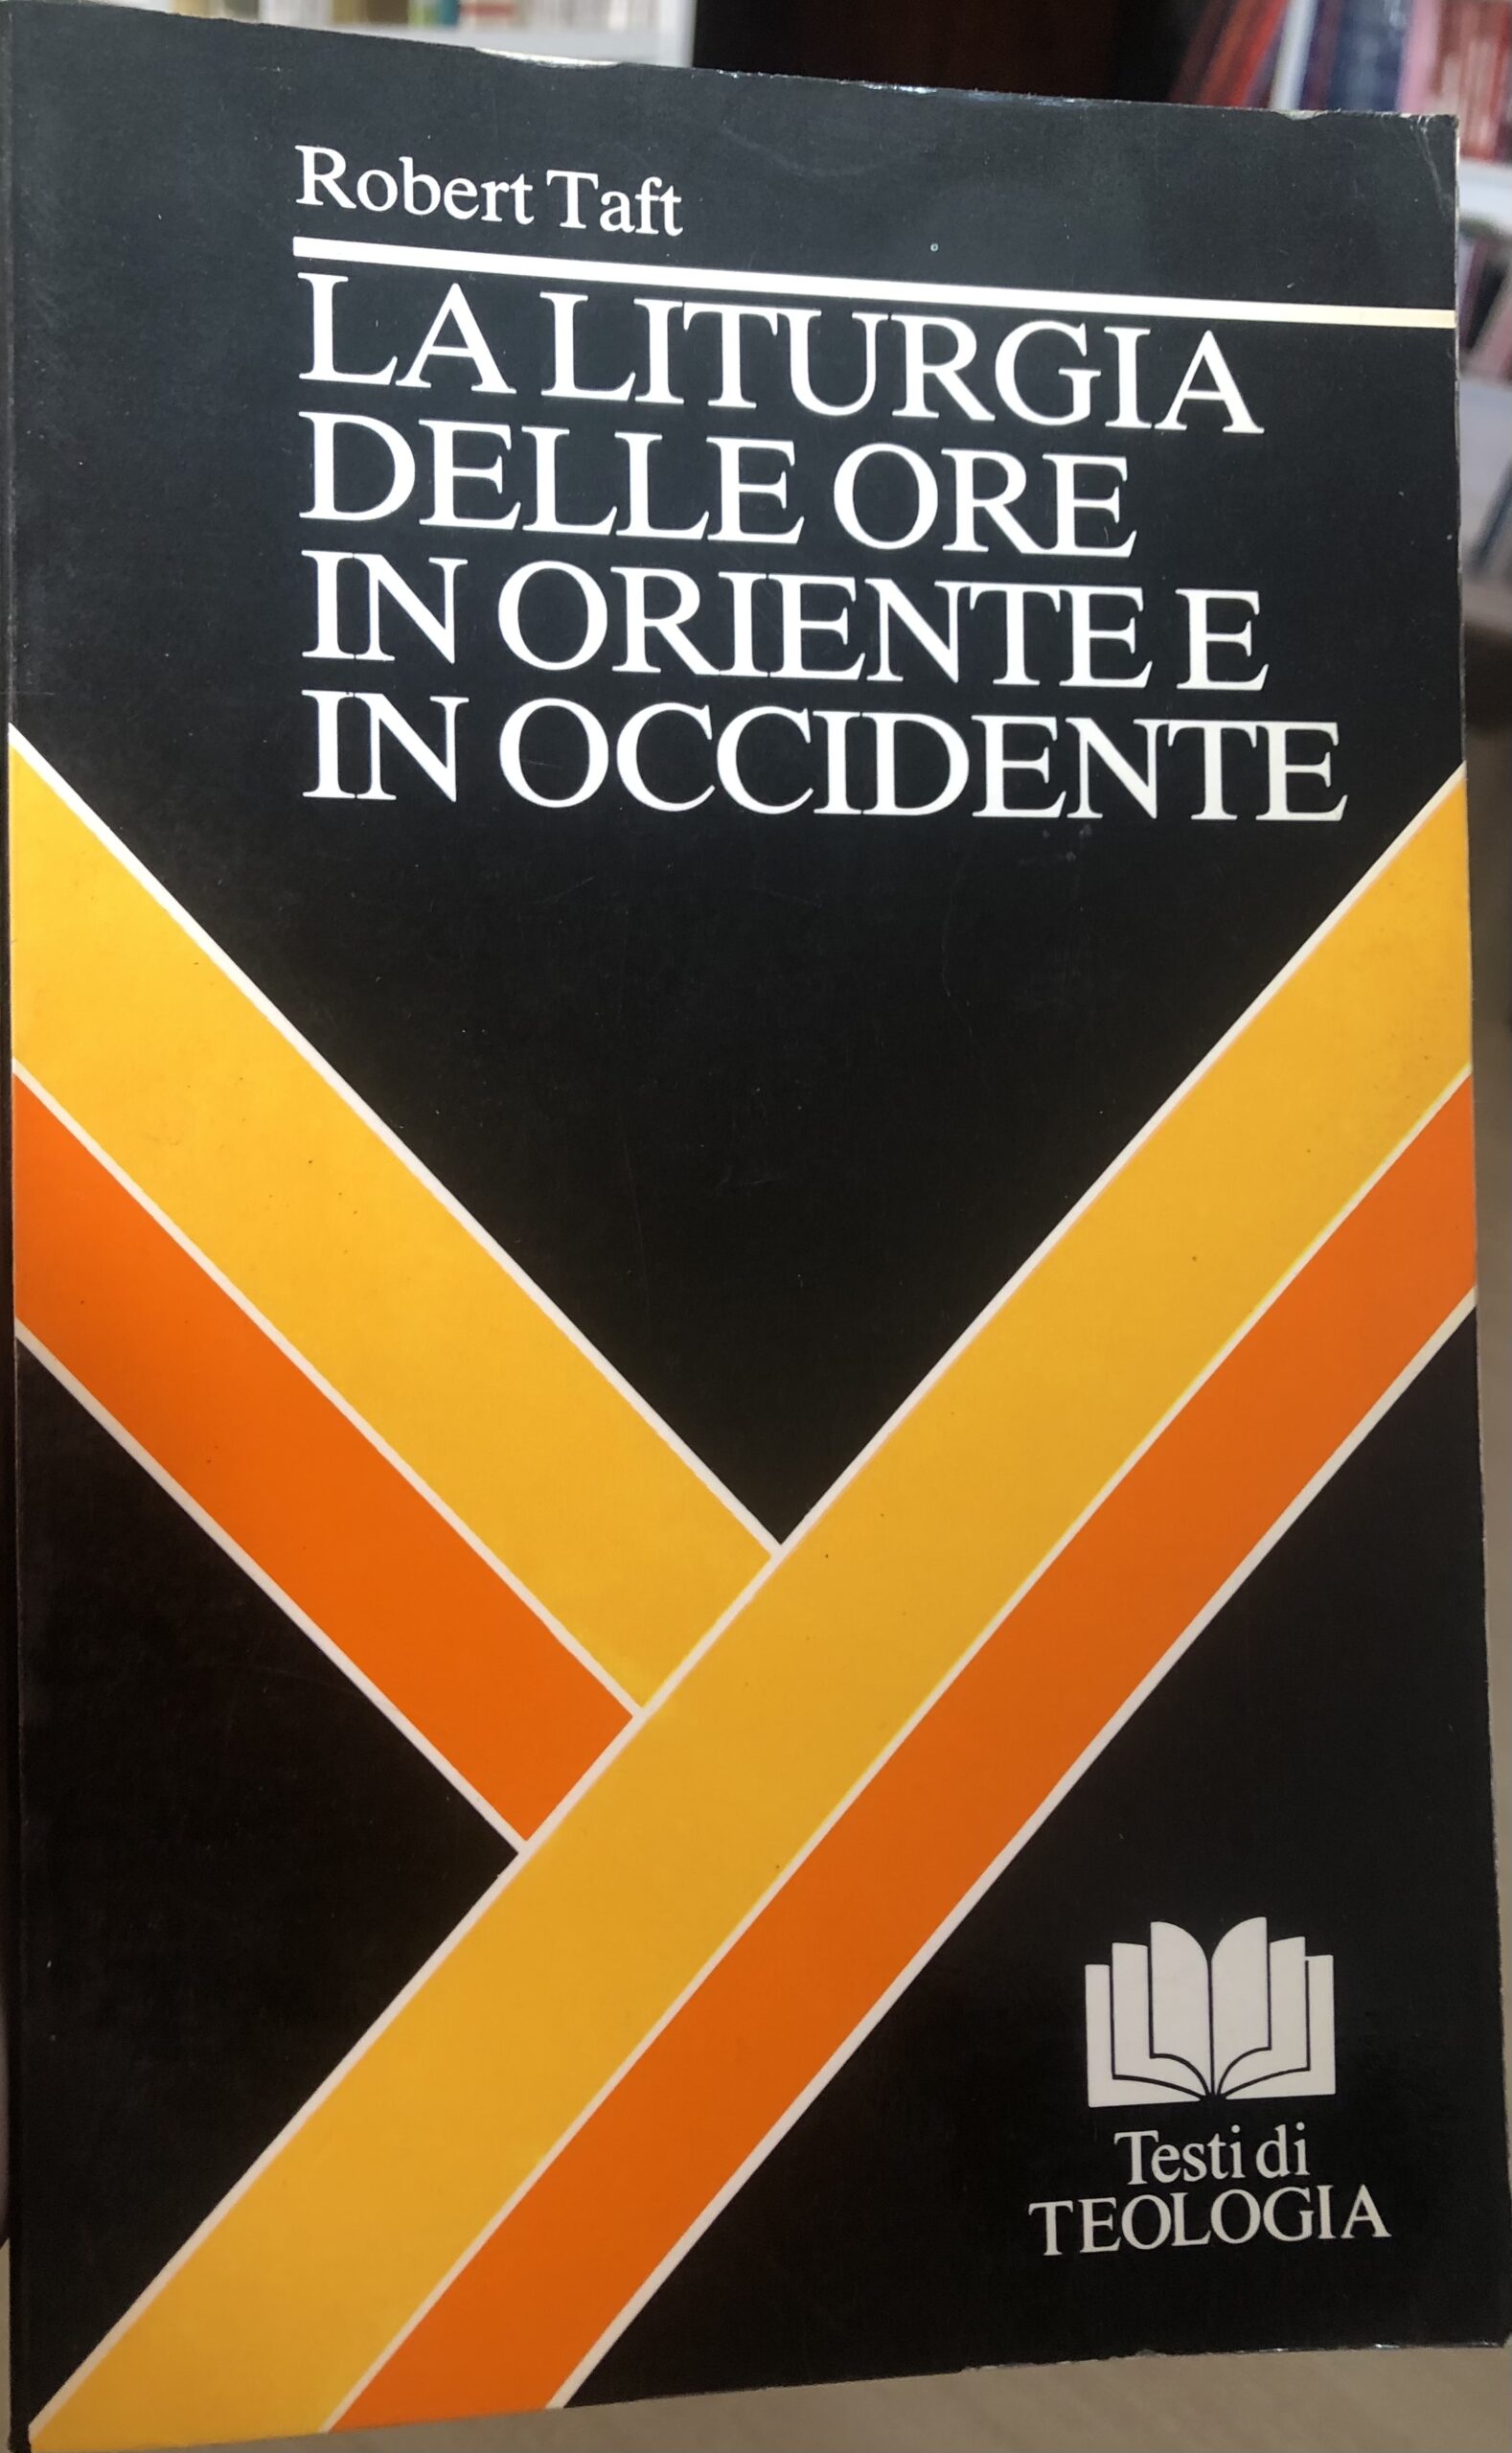 Robert Taft
LA LITURGIA
DELLE ORE
IN ORIENTE E
IN OCCIDENTE
Testi di
TEOLOGIA